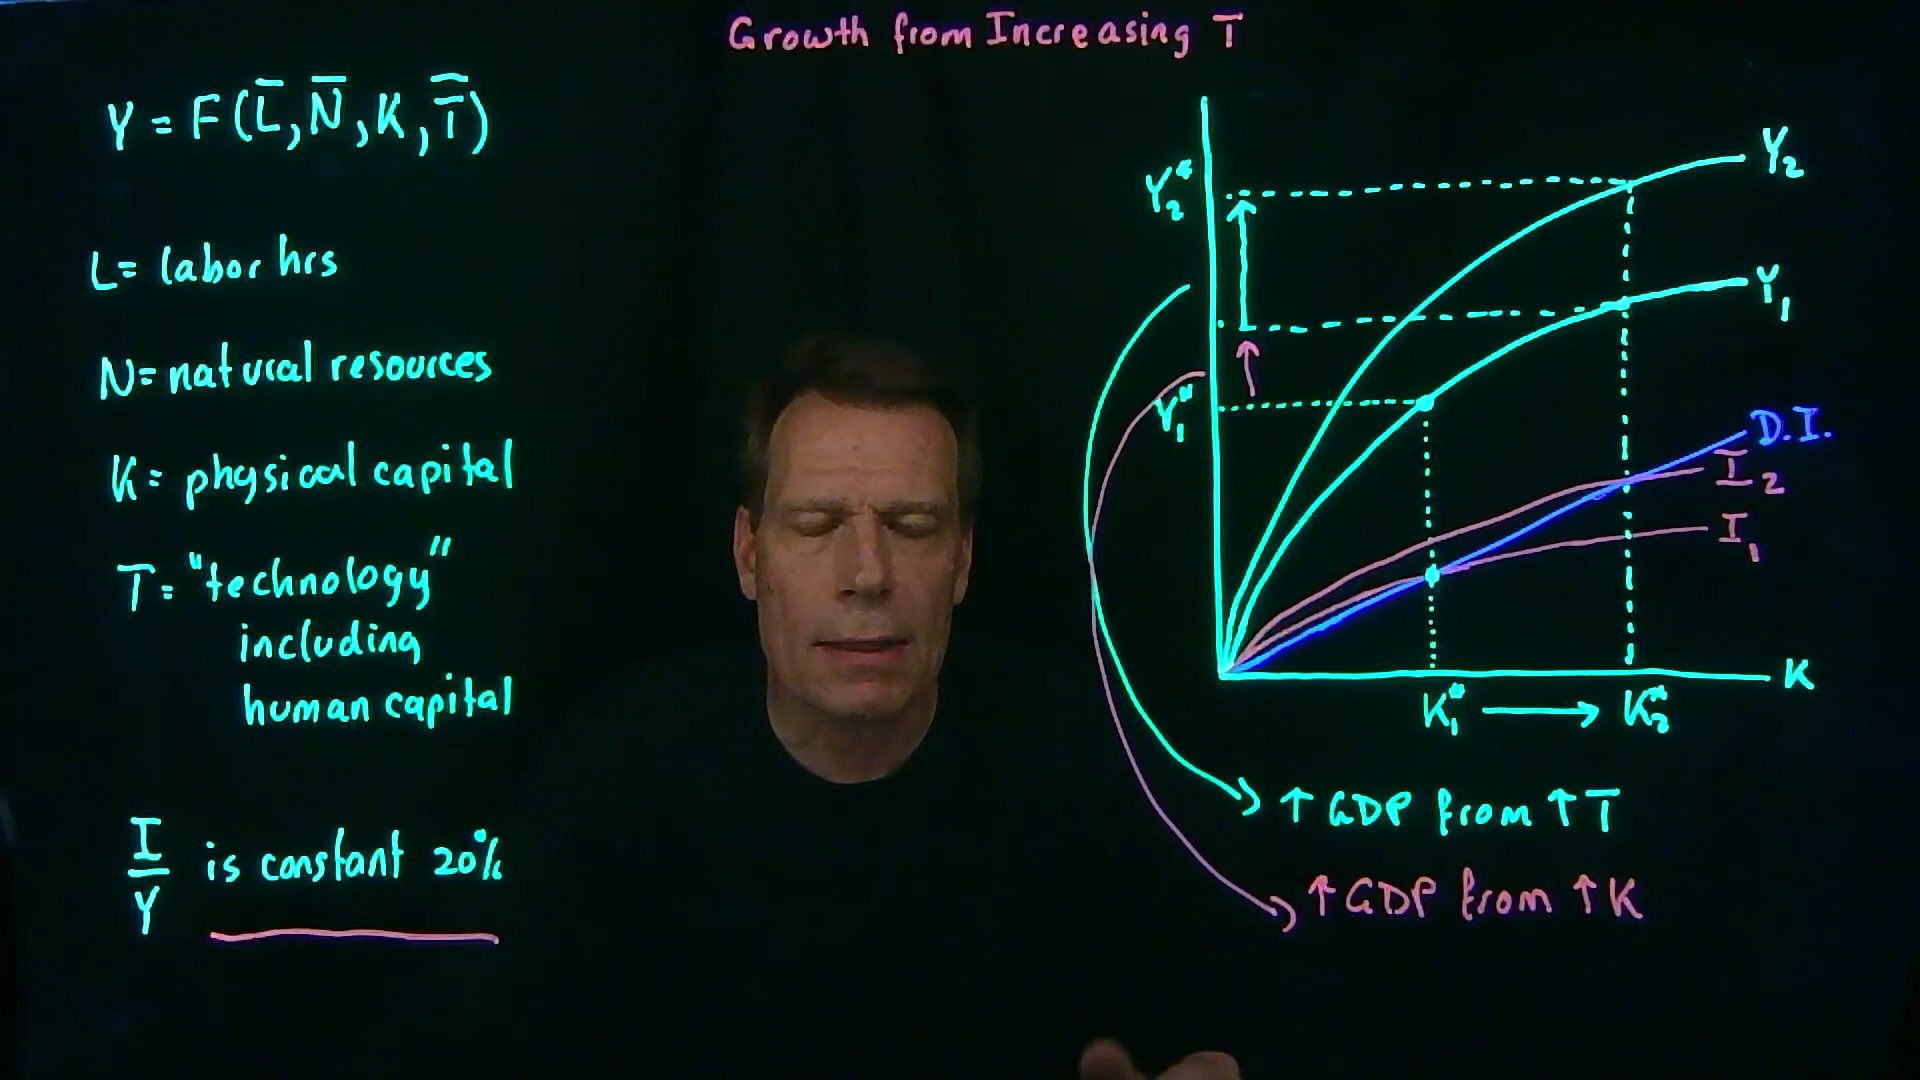 Growth from Increasing T
Y = F(L̄, N̄, K, T̄)
L = labor hrs
N = natural resources
K = physical capital
T = "technology"
including
human capital
I/Y is constant 20%
Y₂*
Y₁*
Y₂
Y₁
D.I.
I₂
I₁
K
K₁* → K₂*
↑ GDP from ↑ T
↑ GDP from ↑ K